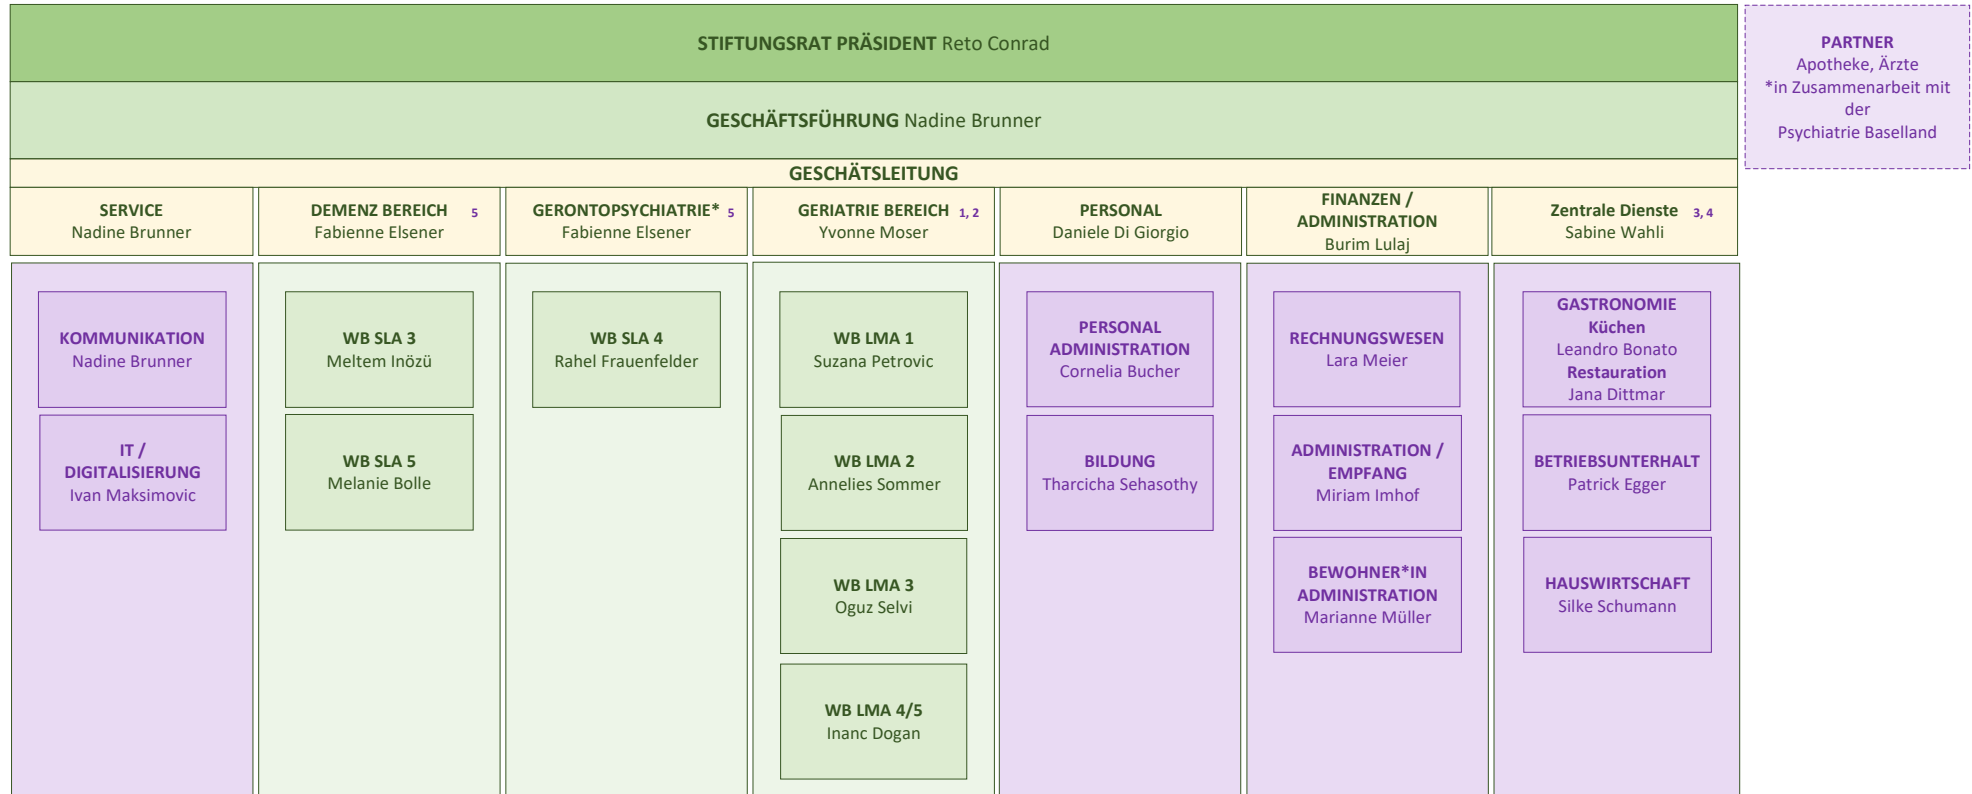 STIFTUNGSRAT PRÄSIDENT Reto Conrad
GESCHÄFTSFÜHRUNG Nadine Brunner
GESCHÄTSLEITUNG
PARTNER
Apotheke, Ärzte
*in Zusammenarbeit mit
der
Psychiatrie Baselland
SERVICE
Nadine Brunner
DEMENZ BEREICH 5
Fabienne Elsener
GERONTOPSYCHIATRIE* 5
Fabienne Elsener
GERIATRIE BEREICH 1, 2
Yvonne Moser
PERSONAL
Daniele Di Giorgio
FINANZEN /
ADMINISTRATION
Burim Lulaj
Zentrale Dienste 3, 4
Sabine Wahli
KOMMUNIKATION
Nadine Brunner
IT /
DIGITALISIERUNG
Ivan Maksimovic
WB SLA 3
Meltem Inözü
WB SLA 5
Melanie Bolle
WB SLA 4
Rahel Frauenfelder
WB LMA 1
Suzana Petrovic
WB LMA 2
Annelies Sommer
WB LMA 3
Oguz Selvi
WB LMA 4/5
Inanc Dogan
PERSONAL
ADMINISTRATION
Cornelia Bucher
BILDUNG
Tharcicha Sehasothy
RECHNUNGSWESEN
Lara Meier
ADMINISTRATION /
EMPFANG
Miriam Imhof
BEWOHNER*IN
ADMINISTRATION
Marianne Müller
GASTRONOMIE
Küchen
Leandro Bonato
Restauration
Jana Dittmar
BETRIEBSUNTERHALT
Patrick Egger
HAUSWIRTSCHAFT
Silke Schumann